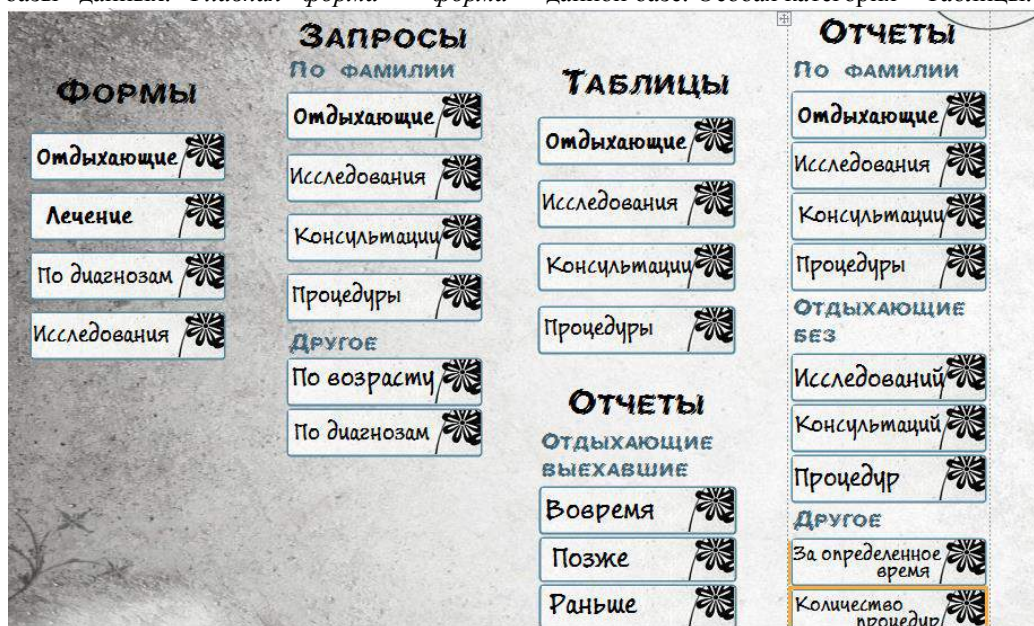 Формы
Отдыхающие
Лечение
По диагнозам
Исследования
Запросы
По фамилии
Отдыхающие
Исследования
Консультации
Процедуры
Другое
По возрасту
По диагнозам
Таблицы
Отдыхающие
Исследования
Консультации
Процедуры
Отчеты
Отдыхающие
выехавшие
Вовремя
Позже
Раньше
Отчеты
По фамилии
Отдыхающие
Исследования
Консультации
Процедуры
Отдыхающие
без
Исследований
Консультаций
Процедур
Другое
За определенное
время
Количество
процедур